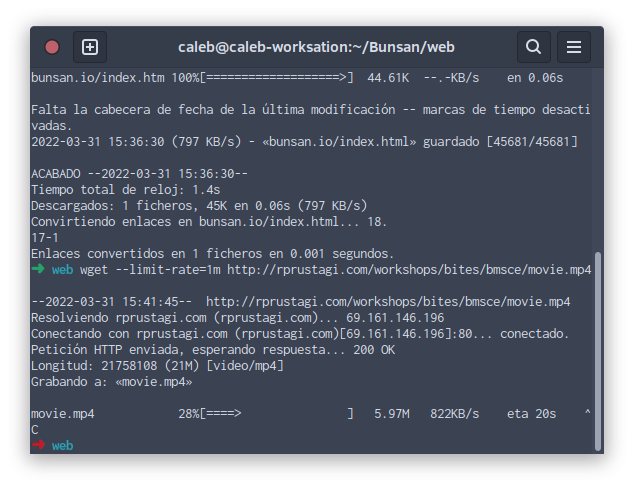 caleb@caleb-worksation:~/Bunsan/web
bunsan.io/index.htm 100%[===================>]  44.61K  --.-KB/s    en 0.06s
Falta la cabecera de fecha de la última modificación -- marcas de tiempo desacti
vadas.
2022-03-31 15:36:30 (797 KB/s) - «bunsan.io/index.html» guardado [45681/45681]
ACABADO --2022-03-31 15:36:30--
Tiempo total de reloj: 1.4s
Descargados: 1 ficheros, 45K en 0.06s (797 KB/s)
Convirtiendo enlaces en bunsan.io/index.html... 18.
17-1
Enlaces convertidos en 1 ficheros en 0.001 segundos.
➜ web wget --limit-rate=1m http://rprustagi.com/workshops/bites/bmsce/movie.mp4
--2022-03-31 15:41:45--  http://rprustagi.com/workshops/bites/bmsce/movie.mp4
Resolviendo rprustagi.com (rprustagi.com)... 69.161.146.196
Conectando con rprustagi.com (rprustagi.com)[69.161.146.196]:80... conectado.
Petición HTTP enviada, esperando respuesta... 200 OK
Longitud: 21758108 (21M) [video/mp4]
Grabando a: «movie.mp4»
movie.mp4            28%[====>               ]   5.97M   822KB/s    eta 20s    ^
C
➜ web